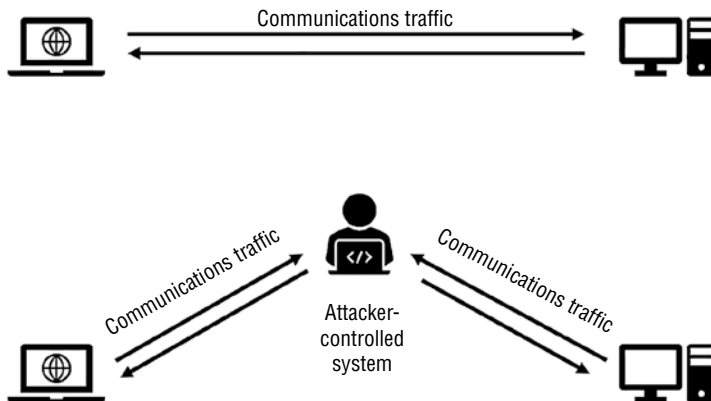 Communications traffic
</>
Communications traffic
Communications traffic
Attacker-
controlled
system